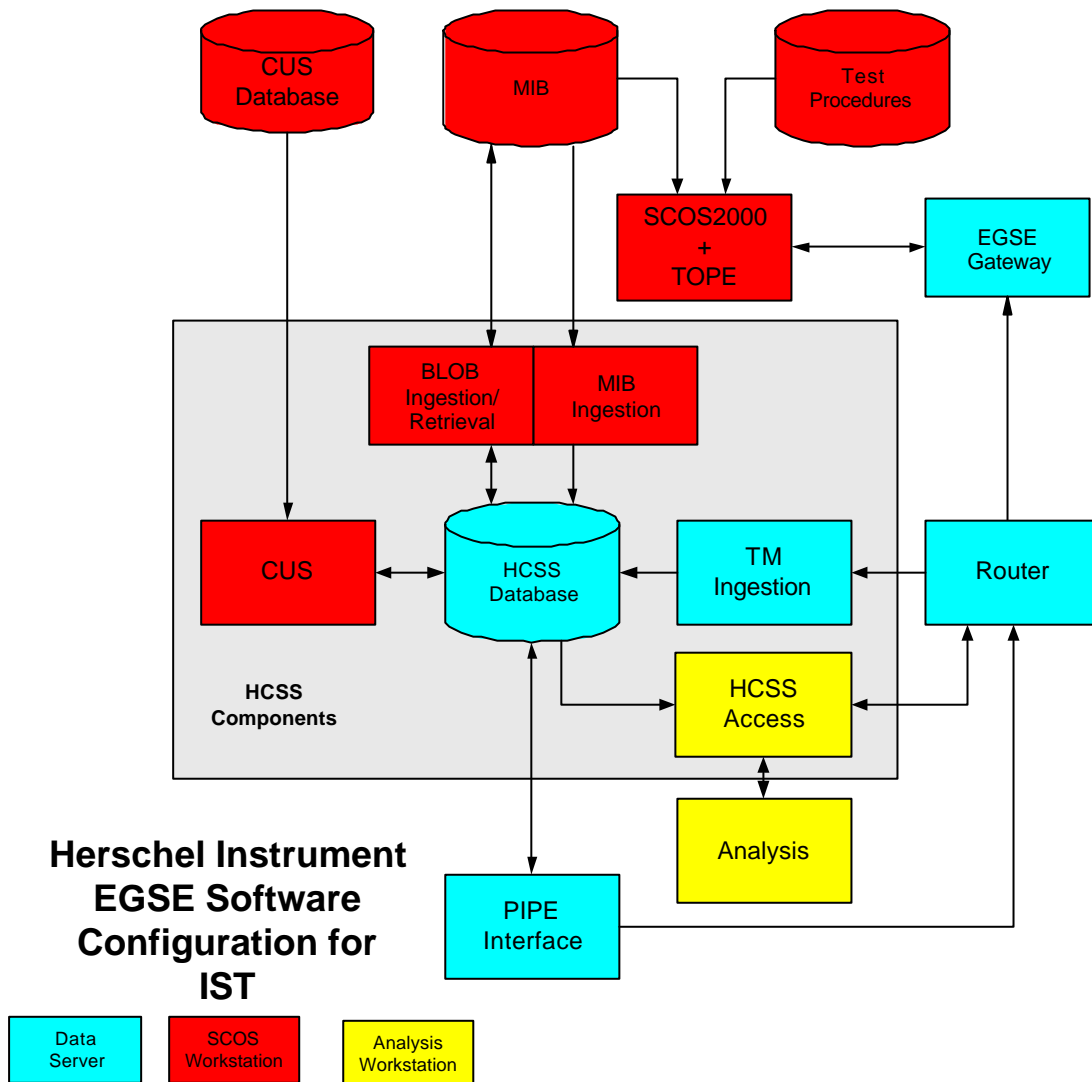 CUS
Database
MIB
Test
Procedures
SCOS2000
+
TOPE
EGSE
Gateway
BLOB
Ingestion/
Retrieval
MIB
Ingestion
CUS
HCSS
Database
TM
Ingestion
Router
HCSS
Components
HCSS
Access
Analysis
Herschel Instrument
EGSE Software
Configuration for
IST
PIPE
Interface
Data
Server
SCOS
Workstation
Analysis
Workstation